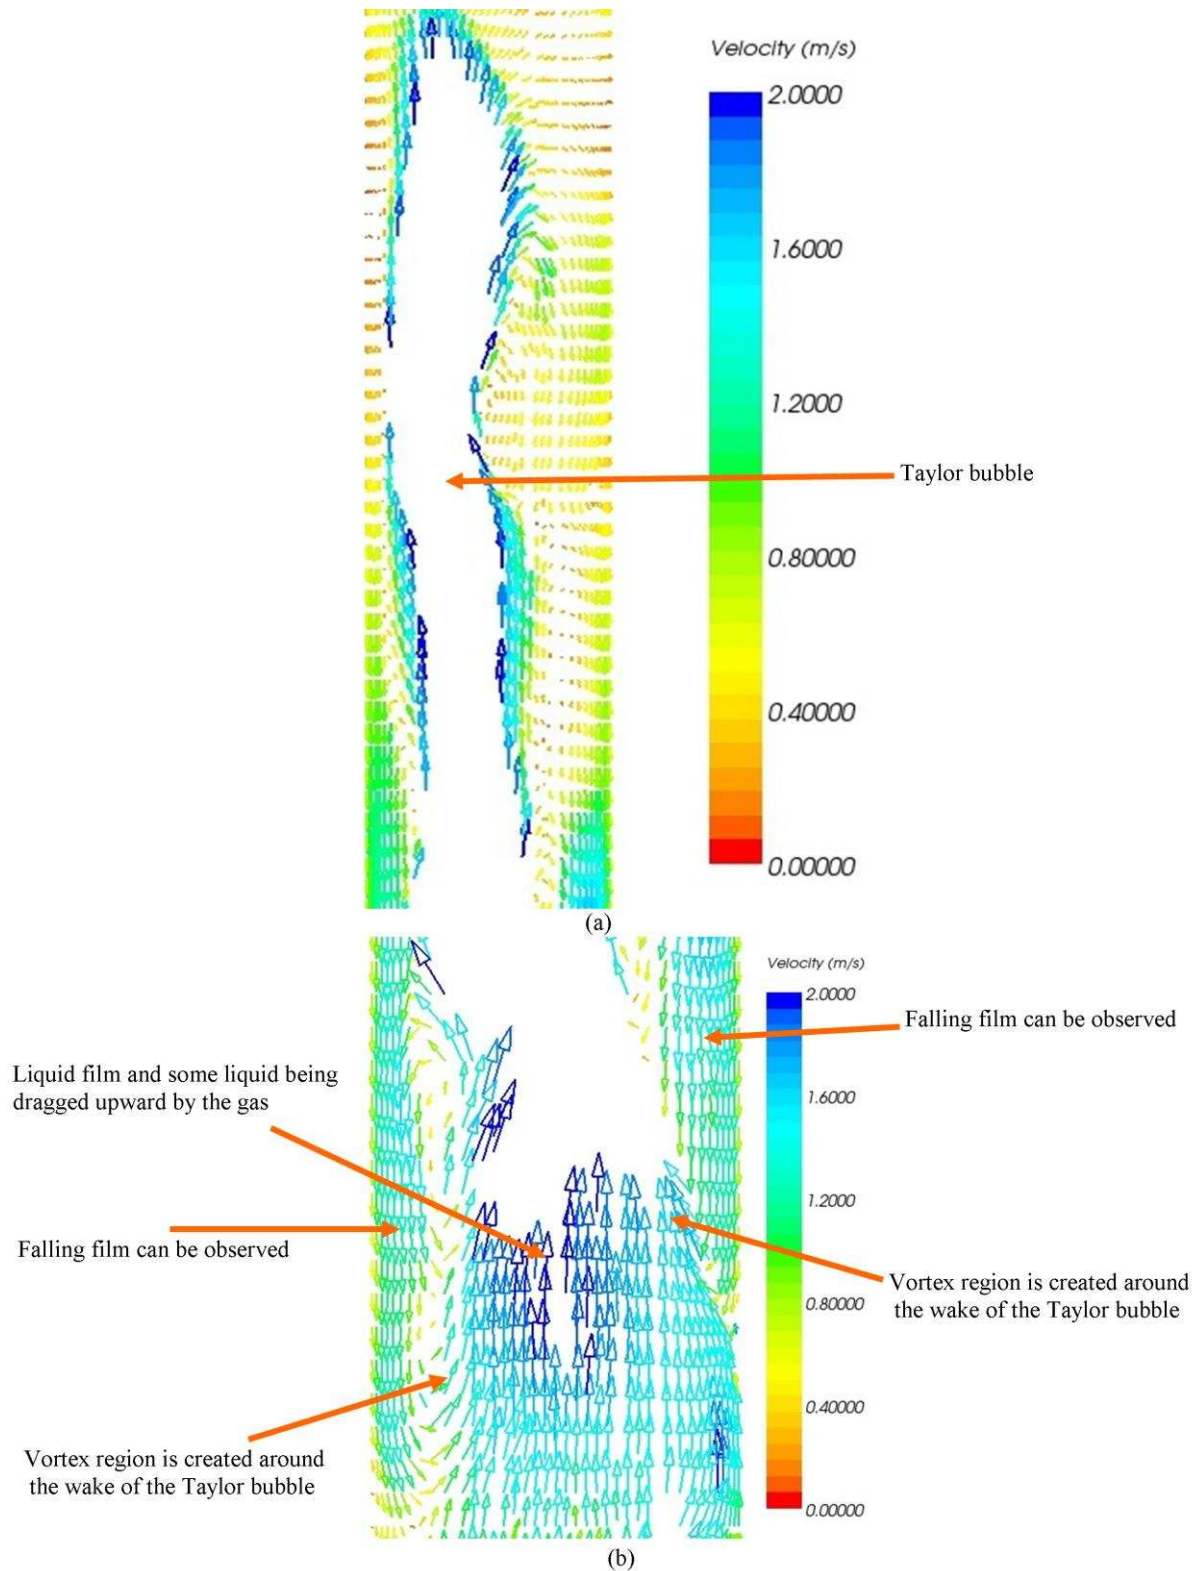 Velocity (m/s)
2.0000
1.6000
1.2000
Taylor bubble
0.80000
0.40000
0.00000
(a)
Velocity (m/s)
2.0000
Falling film can be observed
Liquid film and some liquid being
dragged upward by the gas
1.6000
1.2000
Falling film can be observed
Vortex region is created around
the wake of the Taylor bubble
0.80000
0.40000
Vortex region is created around
the wake of the Taylor bubble
0.00000
(b)